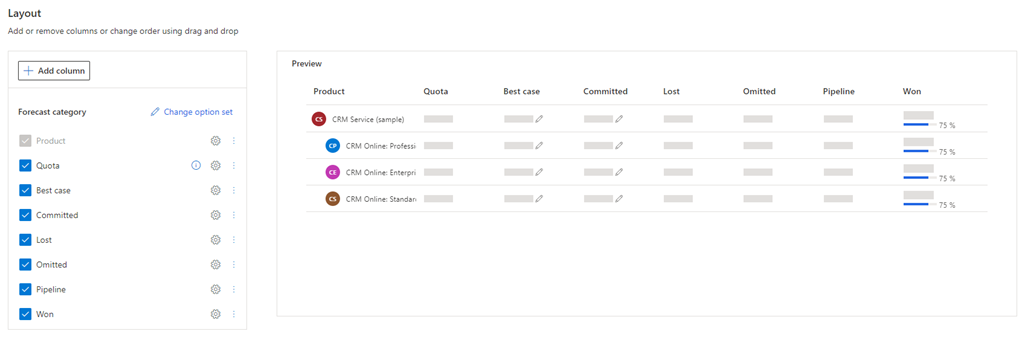 Layout
Add or remove columns or change order using drag and drop
Add column
Forecast category Change option set
Product
Quota
Best case
Committed
Lost
Omitted
Pipeline
Won
Preview
Product Quota Best case Committed Lost Omitted Pipeline Won
CS CRM Service (sample) 75 %
CP CRM Online: Professi 75 %
CE CRM Online: Enterpri 75 %
CS CRM Online: Standar 75 %